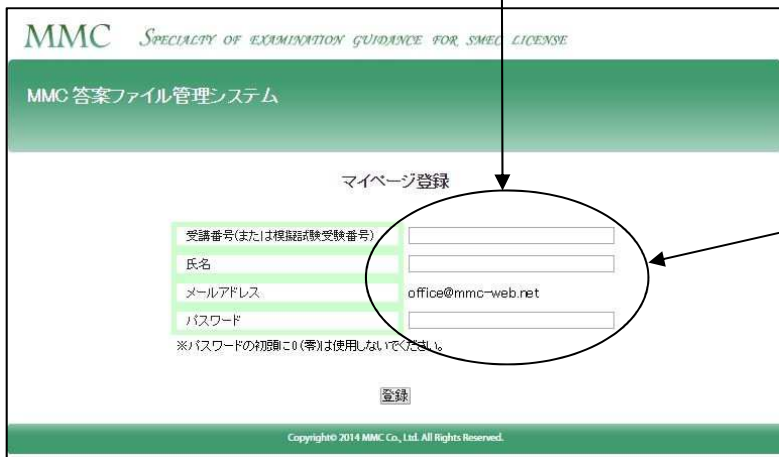 MMC SPECIALTY OF EXAMINATION GUIDANCE FOR SMEC LICENSE
MMC 答案ファイル管理システム
マイページ登録
受講番号(または模擬試験受験番号)
氏名
メールアドレス office@mmc-web.net
パスワード
※パスワードの初頭に0(零)は使用しないでください。
登録
Copyright© 2014 MMC Co., Ltd. All Rights Reserved.